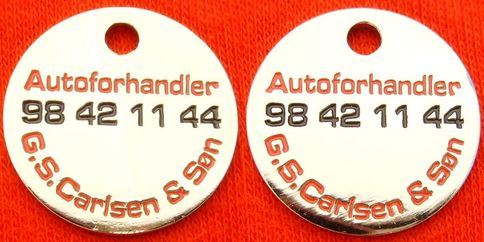 Autoforhandler
98 42 11 44
G.S. Carlsen & Søn
Autoforhandler
98 42 11 44
G.S. Carlsen & Søn